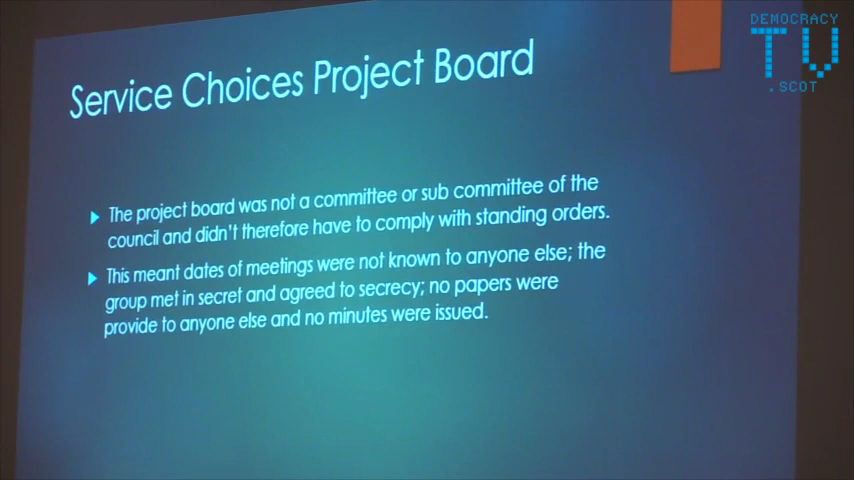 DEMOCRACY
TV
.SCOT
Service Choices Project Board
The project board was not a committee or sub committee of the
council and didn't therefore have to comply with standing orders.
This meant dates of meetings were not known to anyone else; the
group met in secret and agreed to secrecy; no papers were
provide to anyone else and no minutes were issued.